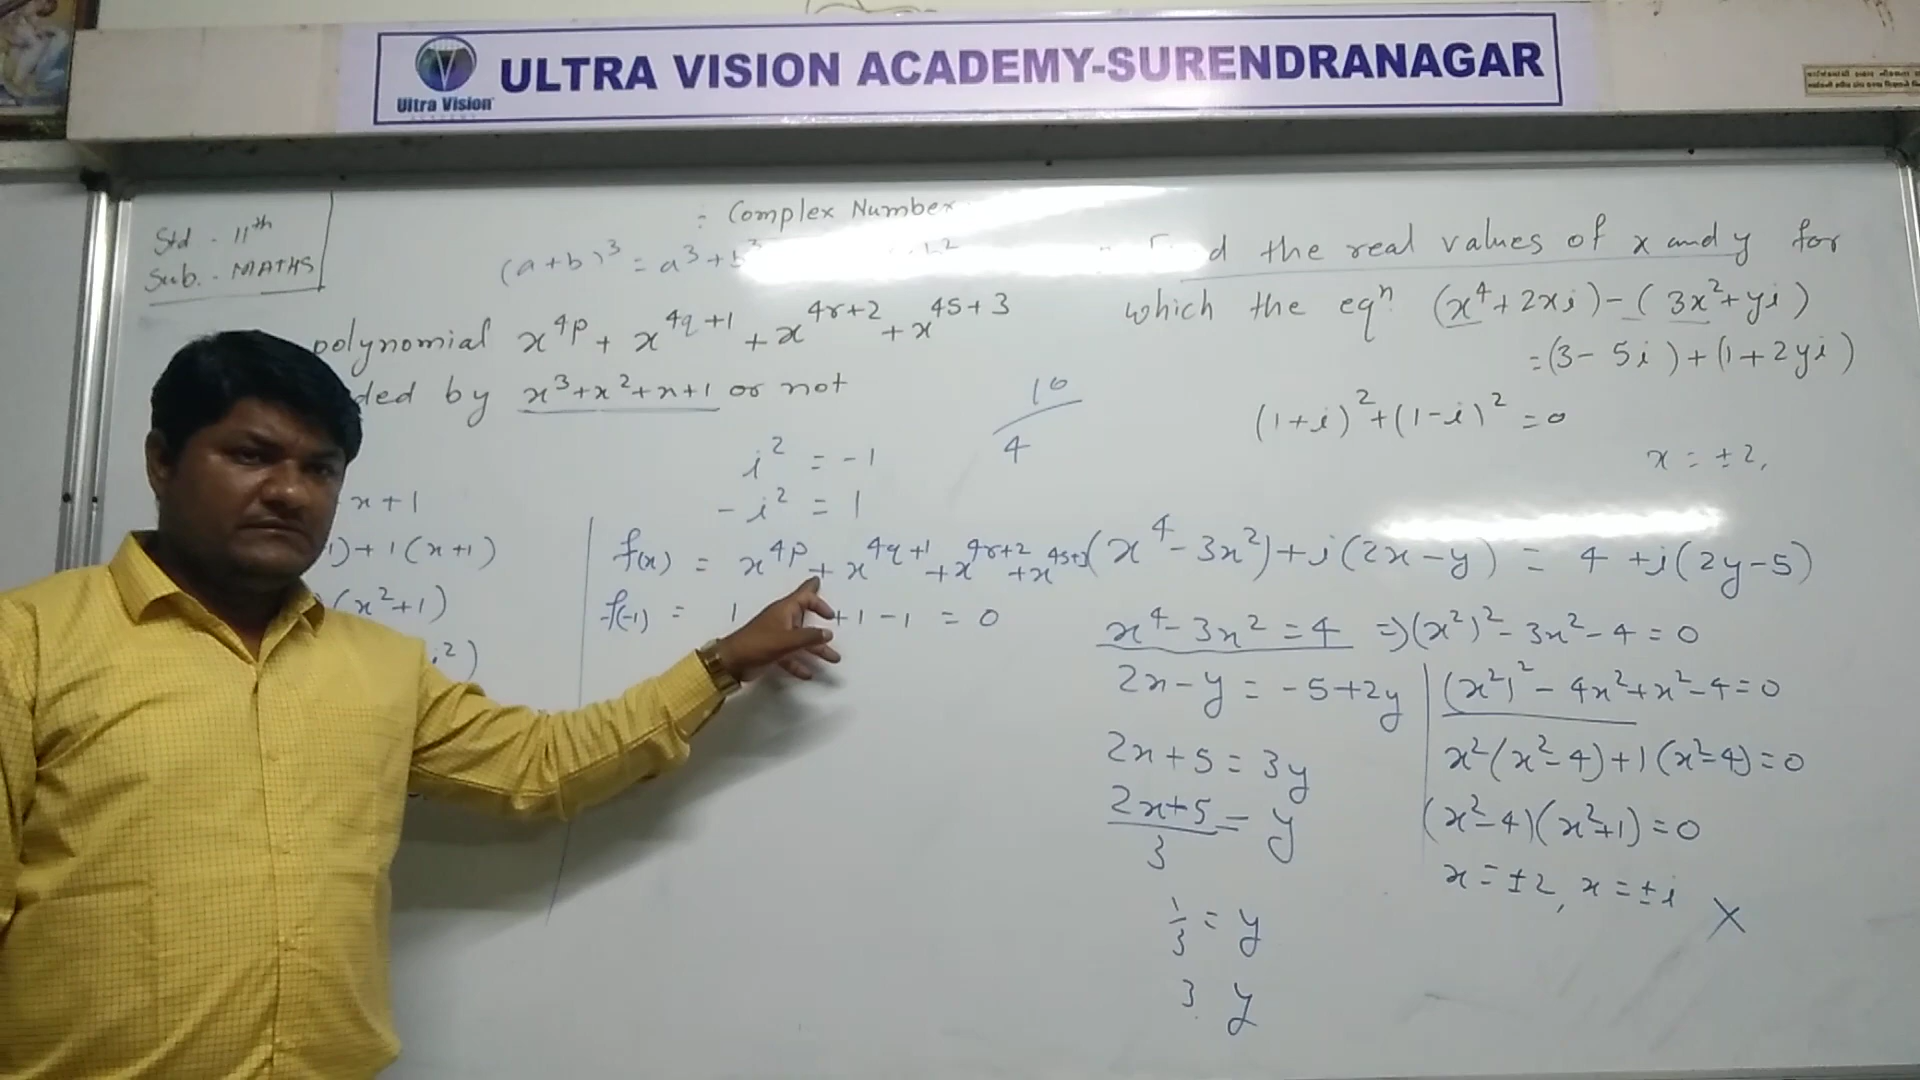 ULTRA VISION ACADEMY-SURENDRANAGAR
Ultra Vision
Std - 11th
Sub. - MATHS
: Complex Number
(a+b)³ = a³+b³
polynomial x^{4p} + x^{4q+1} + x^{4r+2} + x^{4s+3}
ded by x³+x²+x+1 or not
10/4
i² = -1
-i² = 1
x+1
1)+1(x+1)
(x²+1)
i²)
f(x) = x^{4p} + x^{4q+1} + x^{4r+2} + x^{4s+3}
f(-1) = 1 +1-1 = 0
d the real values of x and y for
which the eqⁿ. (x⁴+2xi)-(3x²+yi)
=(3-5i)+(1+2yi)
(1+i)²+(1-i)²=0
x = ±2,
(x⁴-3x²)+i(2x-y) = 4+i(2y-5)
x⁴-3x²=4 ⇒(x²)²-3x²-4=0
2x-y = -5+2y
(x²)²-4x²+x²-4=0
2x+5=3y
x²(x²-4)+1(x²-4)=0
(2x+5)/3 = y
(x²-4)(x²+1)=0
x=±2, x=±i X
1/3 = y
3 y